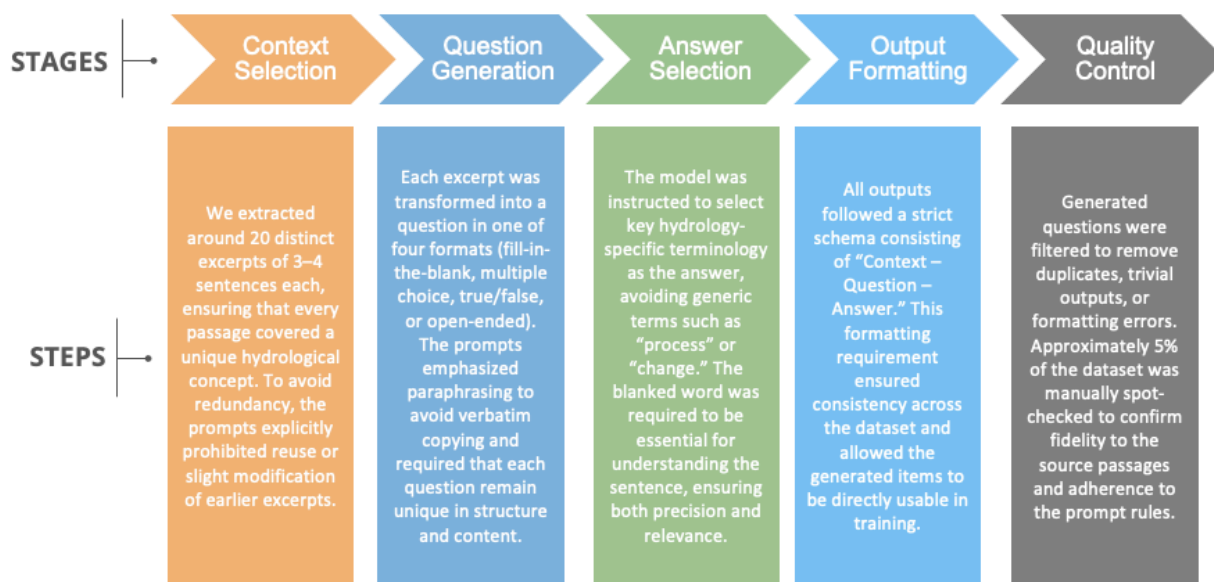 STAGES
Context
Selection
Question
Generation
Answer
Selection
Output
Formatting
Quality
Control
STEPS
We extracted
around 20 distinct
excerpts of 3–4
sentences each,
ensuring that every
passage covered a
unique hydrological
concept. To avoid
redundancy, the
prompts explicitly
prohibited reuse or
slight modification
of earlier excerpts.
Each excerpt was
transformed into a
question in one of
four formats (fill-in-
the-blank, multiple
choice, true/false,
or open-ended).
The prompts
emphasized
paraphrasing to
avoid verbatim
copying and
required that each
question remain
unique in structure
and content.
The model was
instructed to select
key hydrology-
specific terminology
as the answer,
avoiding generic
terms such as
“process” or
“change.” The
blanked word was
required to be
essential for
understanding the
sentence, ensuring
both precision and
relevance.
All outputs
followed a strict
schema consisting
of “Context –
Question –
Answer.” This
formatting
requirement
ensured
consistency across
the dataset and
allowed the
generated items to
be directly usable in
training.
Generated
questions were
filtered to remove
duplicates, trivial
outputs, or
formatting errors.
Approximately 5%
of the dataset was
manually spot-
checked to confirm
fidelity to the
source passages
and adherence to
the prompt rules.